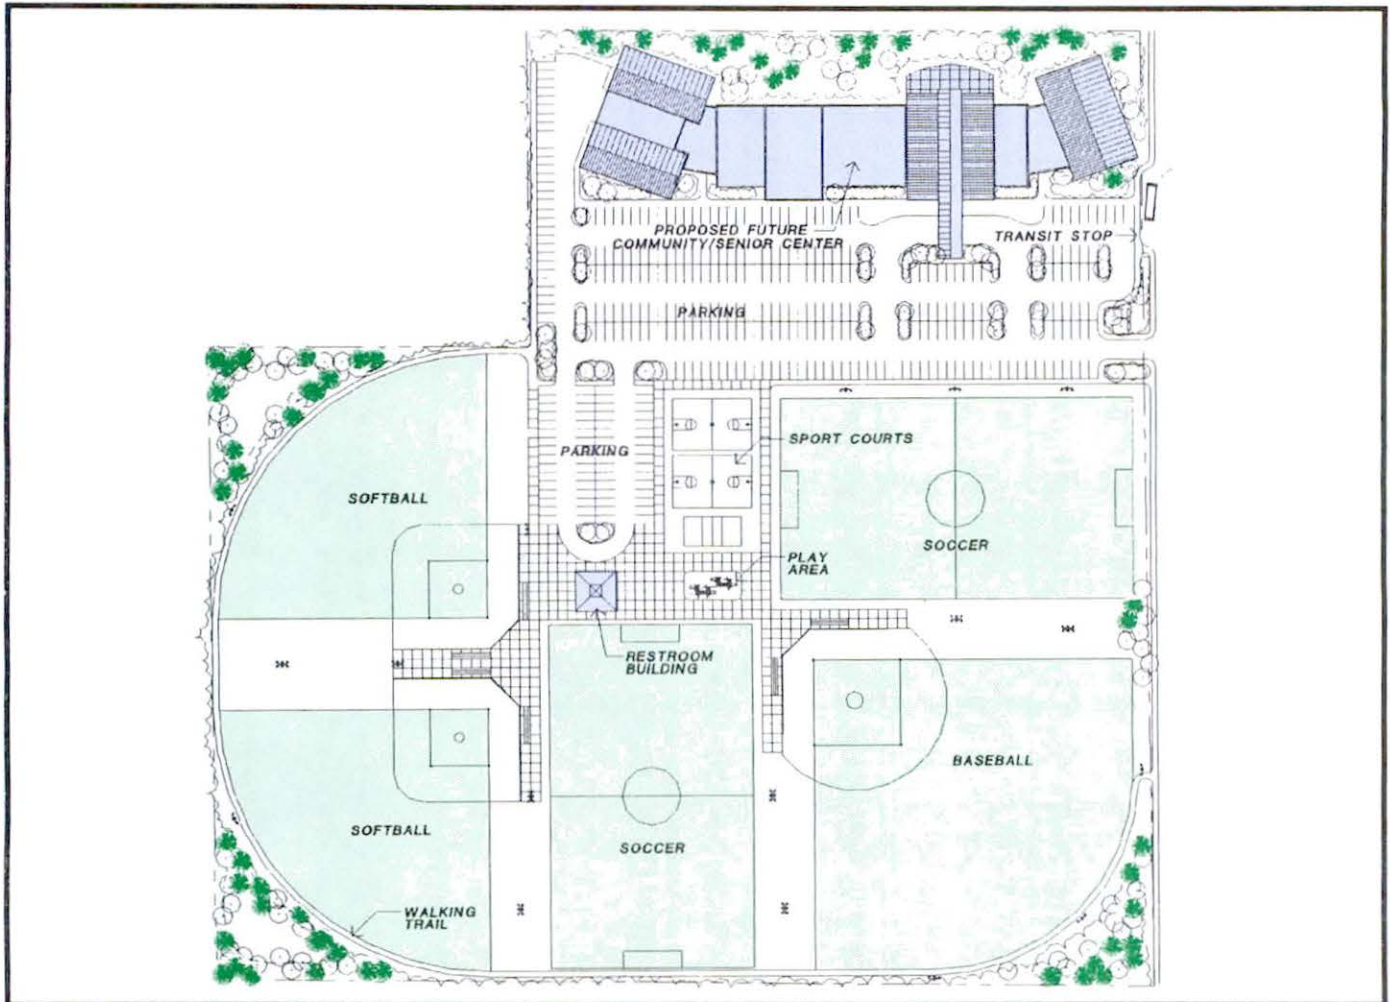 PROPOSED FUTURE
COMMUNITY/SENIOR CENTER
TRANSIT STOP
PARKING
SPORT COURTS
PARKING
SOFTBALL
SOCCER
PLAY
AREA
RESTROOM
BUILDING
BASEBALL
SOFTBALL
SOCCER
WALKING
TRAIL